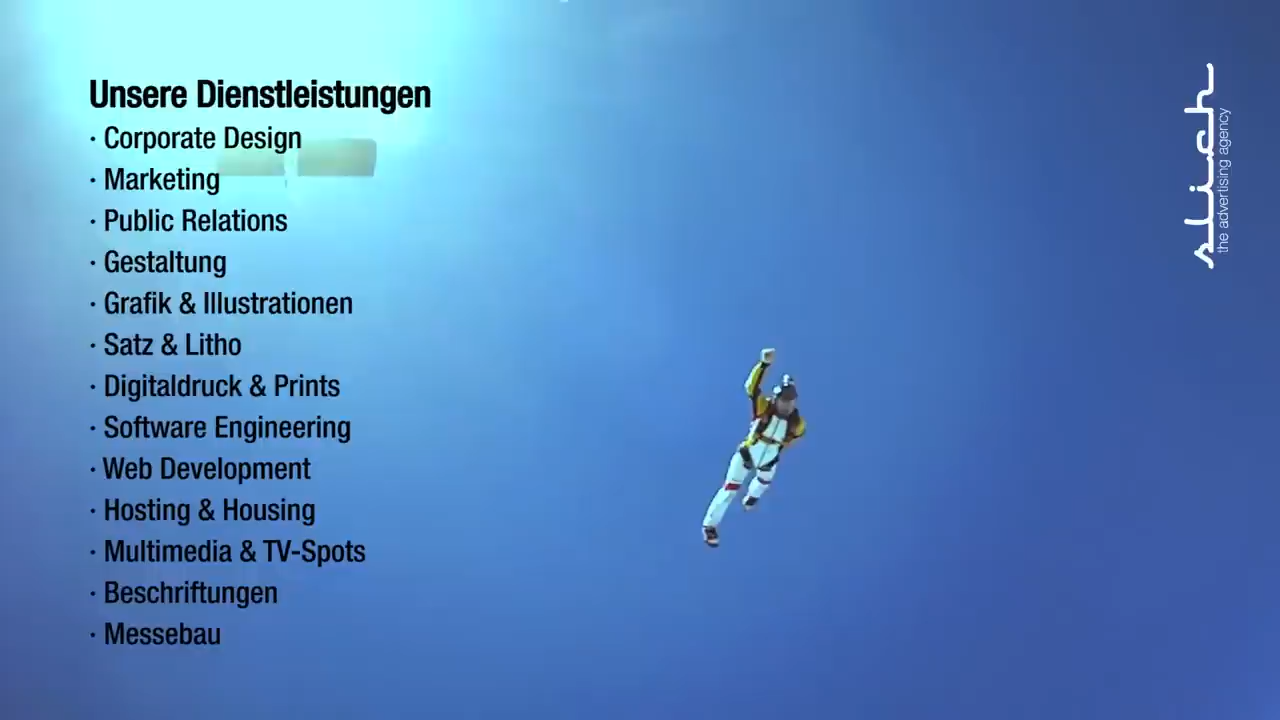 Unsere Dienstleistungen
· Corporate Design
· Marketing
· Public Relations
· Gestaltung
· Grafik & Illustrationen
· Satz & Litho
· Digitaldruck & Prints
· Software Engineering
· Web Development
· Hosting & Housing
· Multimedia & TV-Spots
· Beschriftungen
· Messebau
the advertising agency